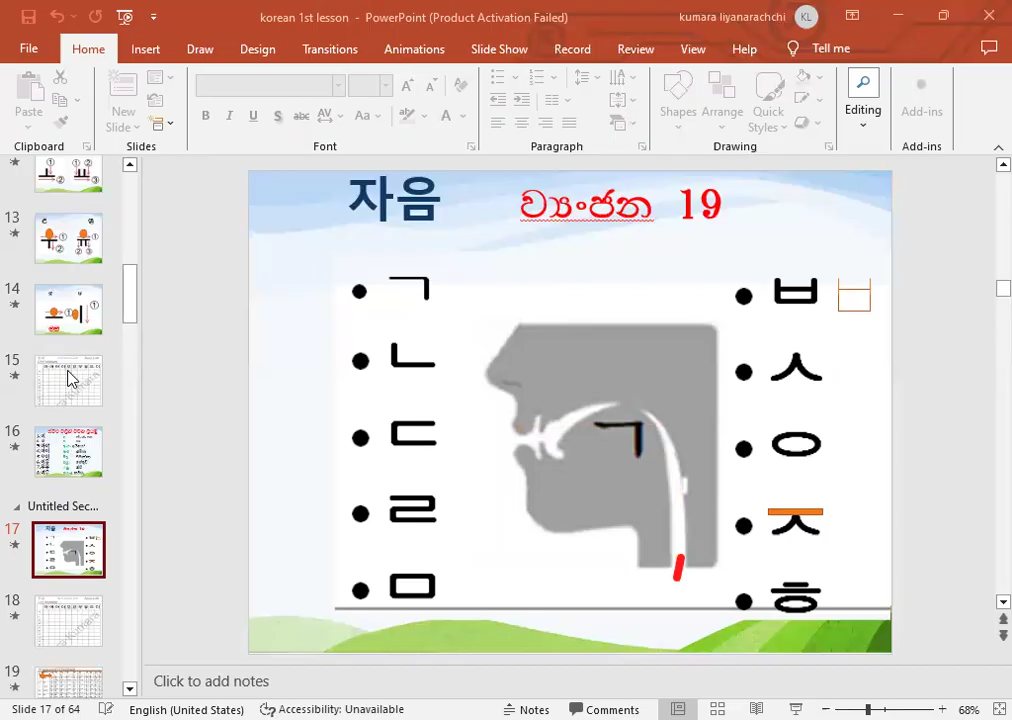 korean 1st lesson - PowerPoint (Product Activation Failed)
kumara liyanarachchi KL
File Home Insert Draw Design Transitions Animations Slide Show Record Review View Help Tell me
Paste
New Slide
B I U S abc AV Aa A
Shapes Arrange Quick Styles
Editing
Add-ins
Clipboard Slides Font Paragraph Drawing Add-ins
13
14
15
16
Untitled Sec...
17
18
19
자음 ව්‍යංජන 19
• ㄱ
• ㄴ
• ㄷ
• ㄹ
• ㅁ
ㄱ
• ㅂ
• ㅅ
• ㅇ
• ㅈ
• ㅎ
Click to add notes
Slide 17 of 64 English (United States) Accessibility: Unavailable Notes Comments 68%